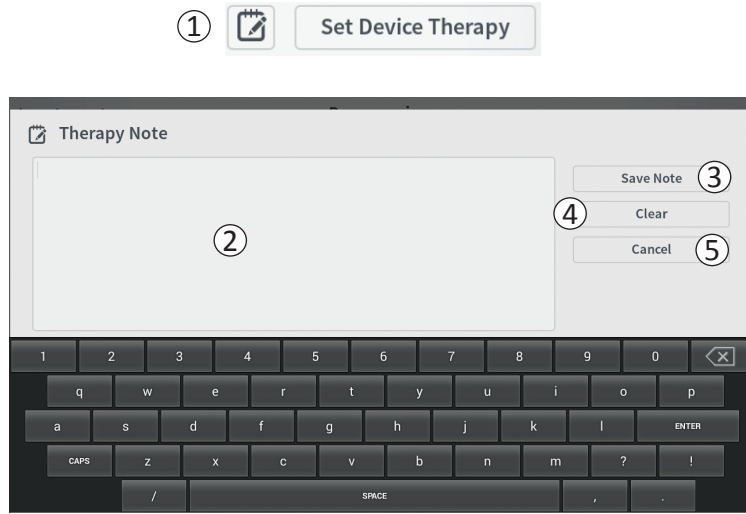 ① Set Device Therapy
Therapy Note
Save Note ③
④ Clear
② Cancel ⑤
1 2 3 4 5 6 7 8 9 0
q w e r t y u i o p
a s d f g h j k l ENTER
CAPS z x c v b n m ? !
/ SPACE , .